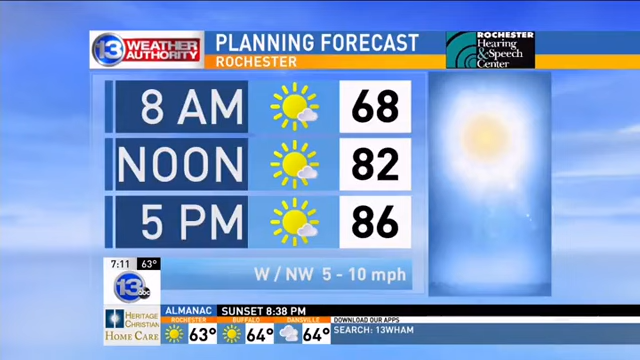 13 WEATHER AUTHORITY
PLANNING FORECAST
ROCHESTER
ROCHESTER
Hearing
&Speech
Center
8 AM 68
NOON 82
5 PM 86
W / NW 5 - 10 mph
7:11 63°
13 abc
HERITAGE
CHRISTIAN
HOME CARE
ALMANAC SUNSET 8:38 PM
ROCHESTER BUFFALO DANSVILLE DOWNLOAD OUR APPS
63° 64° 64° SEARCH: 13WHAM